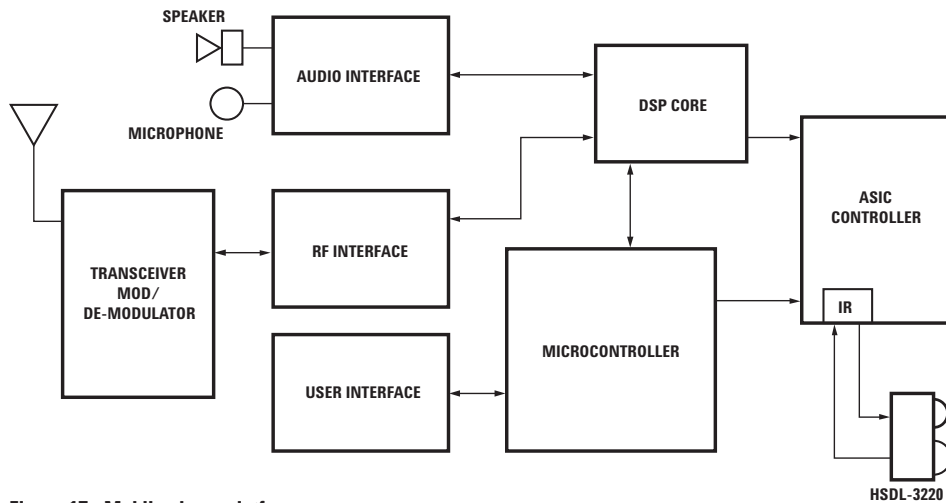 SPEAKER
AUDIO INTERFACE
MICROPHONE
DSP CORE
ASIC
CONTROLLER
TRANSCEIVER
MOD/
DE-MODULATOR
RF INTERFACE
IR
MICROCONTROLLER
USER INTERFACE
HSDL-3220